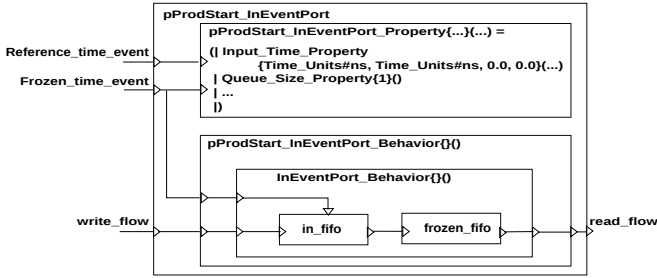 pProdStart_InEventPort
pProdStart_InEventPort_Property{...}(...) =
Reference_time_event
(| Input_Time_Property
{Time_Units#ns, Time_Units#ns, 0.0, 0.0}(...)
Frozen_time_event
| Queue_Size_Property{1}()
| ...
|)
pProdStart_InEventPort_Behavior{}()
InEventPort_Behavior{}()
write_flow
in_fifo
frozen_fifo
read_flow